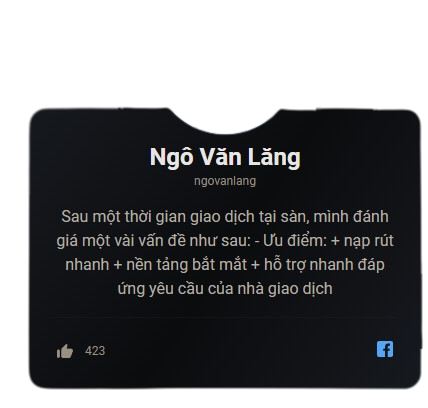 Ngô Văn Lăng
ngovanlang
Sau một thời gian giao dịch tại sàn, mình đánh
giá một vài vấn đề như sau: - Ưu điểm: + nạp rút
nhanh + nền tảng bắt mắt + hỗ trợ nhanh đáp
ứng yêu cầu của nhà giao dịch
423